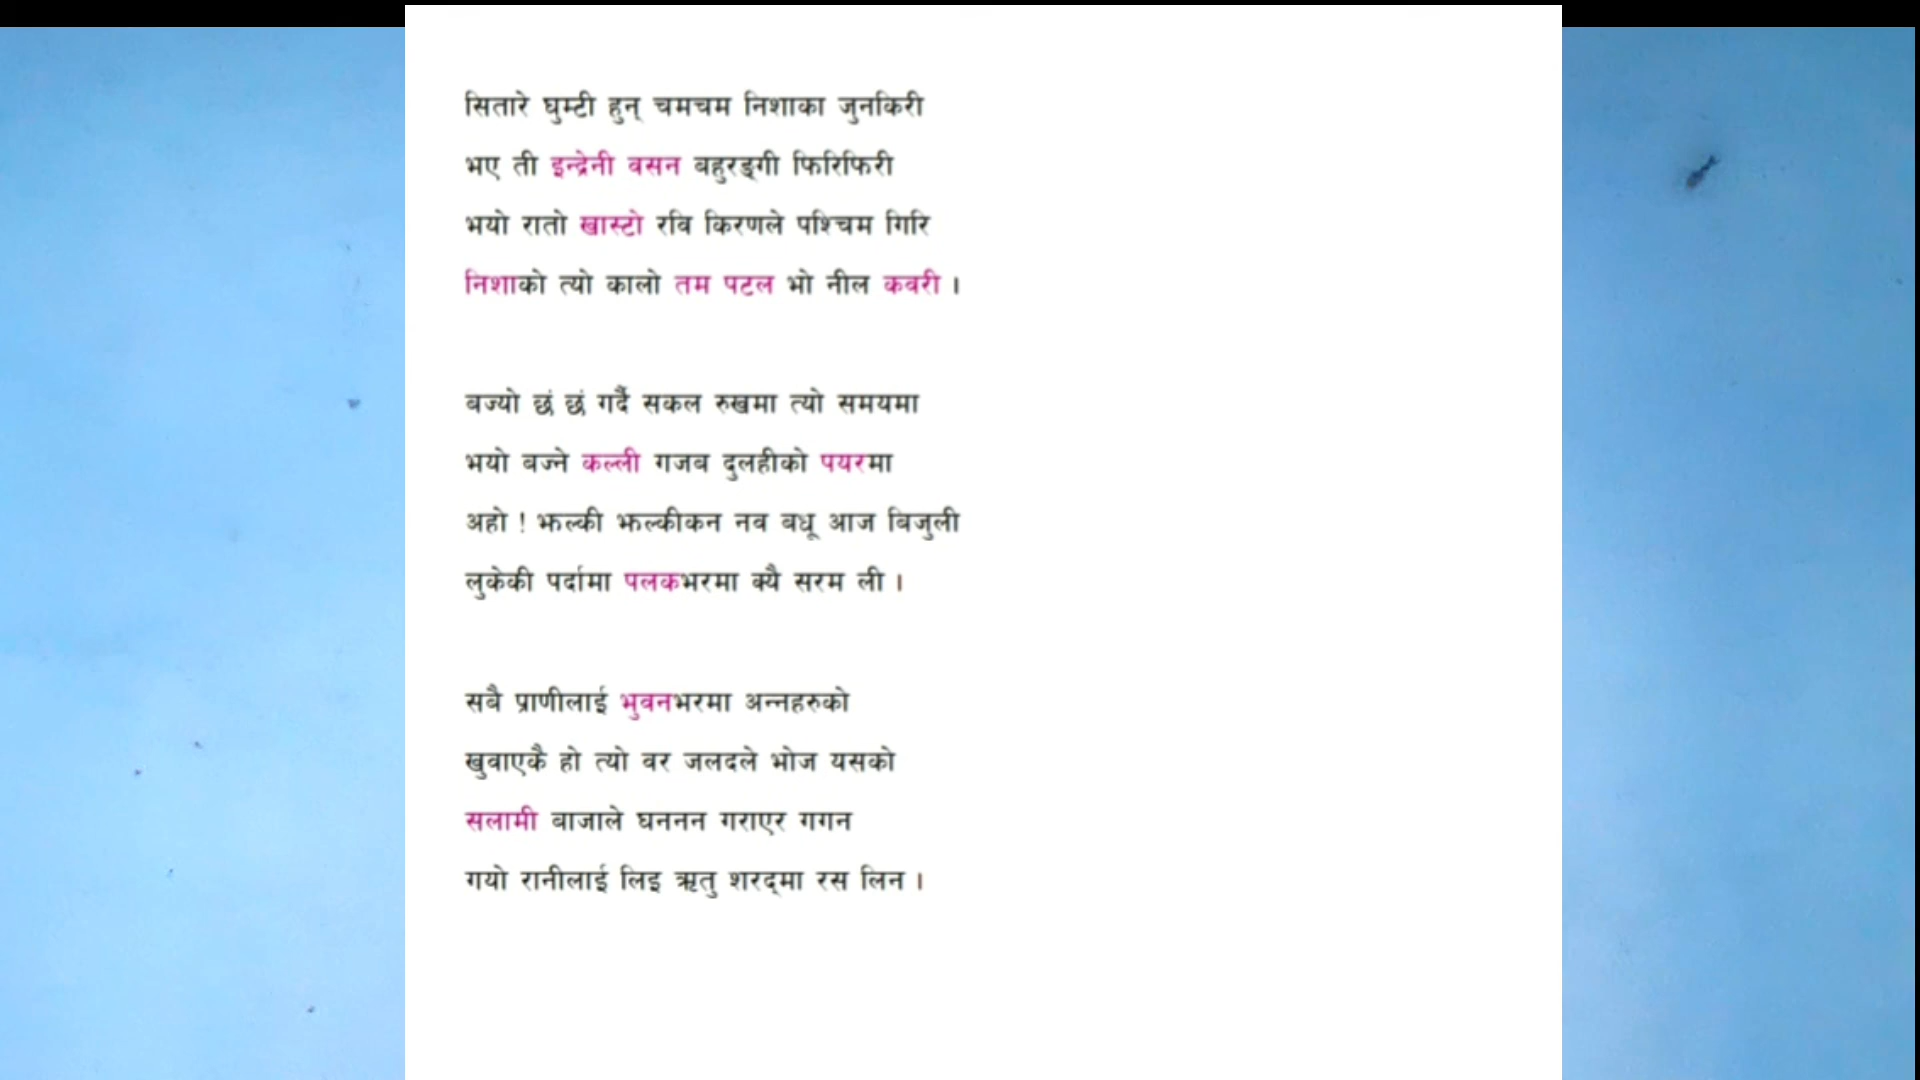 सितारे घुम्टी हुन् चमचम निशाका जुनकिरी
भए ती इन्द्रेनी वसन बहुरङ्गी फिरिफिरी
भयो रातो खास्टो रवि किरणले पश्चिम गिरि
निशाको त्यो कालो तम पटल भो नील कवरी ।
बज्यो छं छं गर्दै सकल रुखमा त्यो समयमा
भयो बज्ने कल्ली गजब दुलहीको पयरमा
अहो ! झल्की झल्कीकन नव बधू आज बिजुली
लुकेकी पर्दामा पलकभरमा क्यै सरम ली ।
सबै प्राणीलाई भुवनभरमा अन्नहरुको
खुवाएकै हो त्यो वर जलदले भोज यसको
सलामी बाजाले घननन गराएर गगन
गयो रानीलाई लिइ ऋतु शरद्मा रस लिन ।